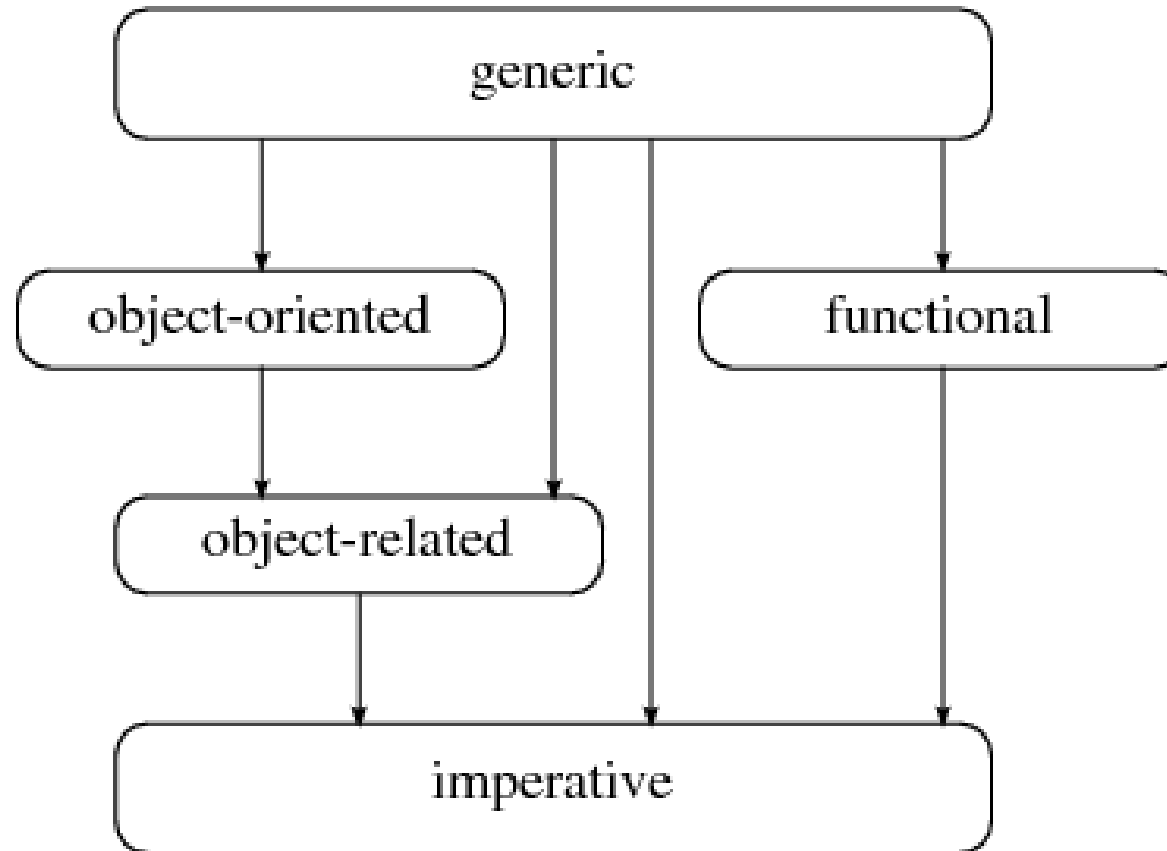 generic
object-oriented
functional
object-related
imperative